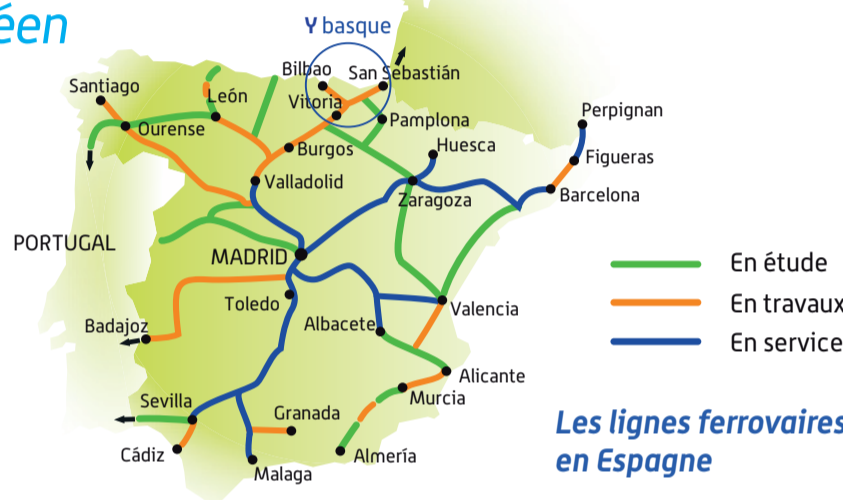 éen
Y basque
Bilbao
San Sebastián
Santiago
León
Vitoria
Ourense
Pamplona
Perpignan
Burgos
Huesca
Figueras
Valladolid
Zaragoza
Barcelona
PORTUGAL
MADRID
En étude
Toledo
En travaux
Valencia
Badajoz
Albacete
En service
Alicante
Sevilla
Murcia
Granada
Les lignes ferrovaires
en Espagne
Cádiz
Almería
Malaga